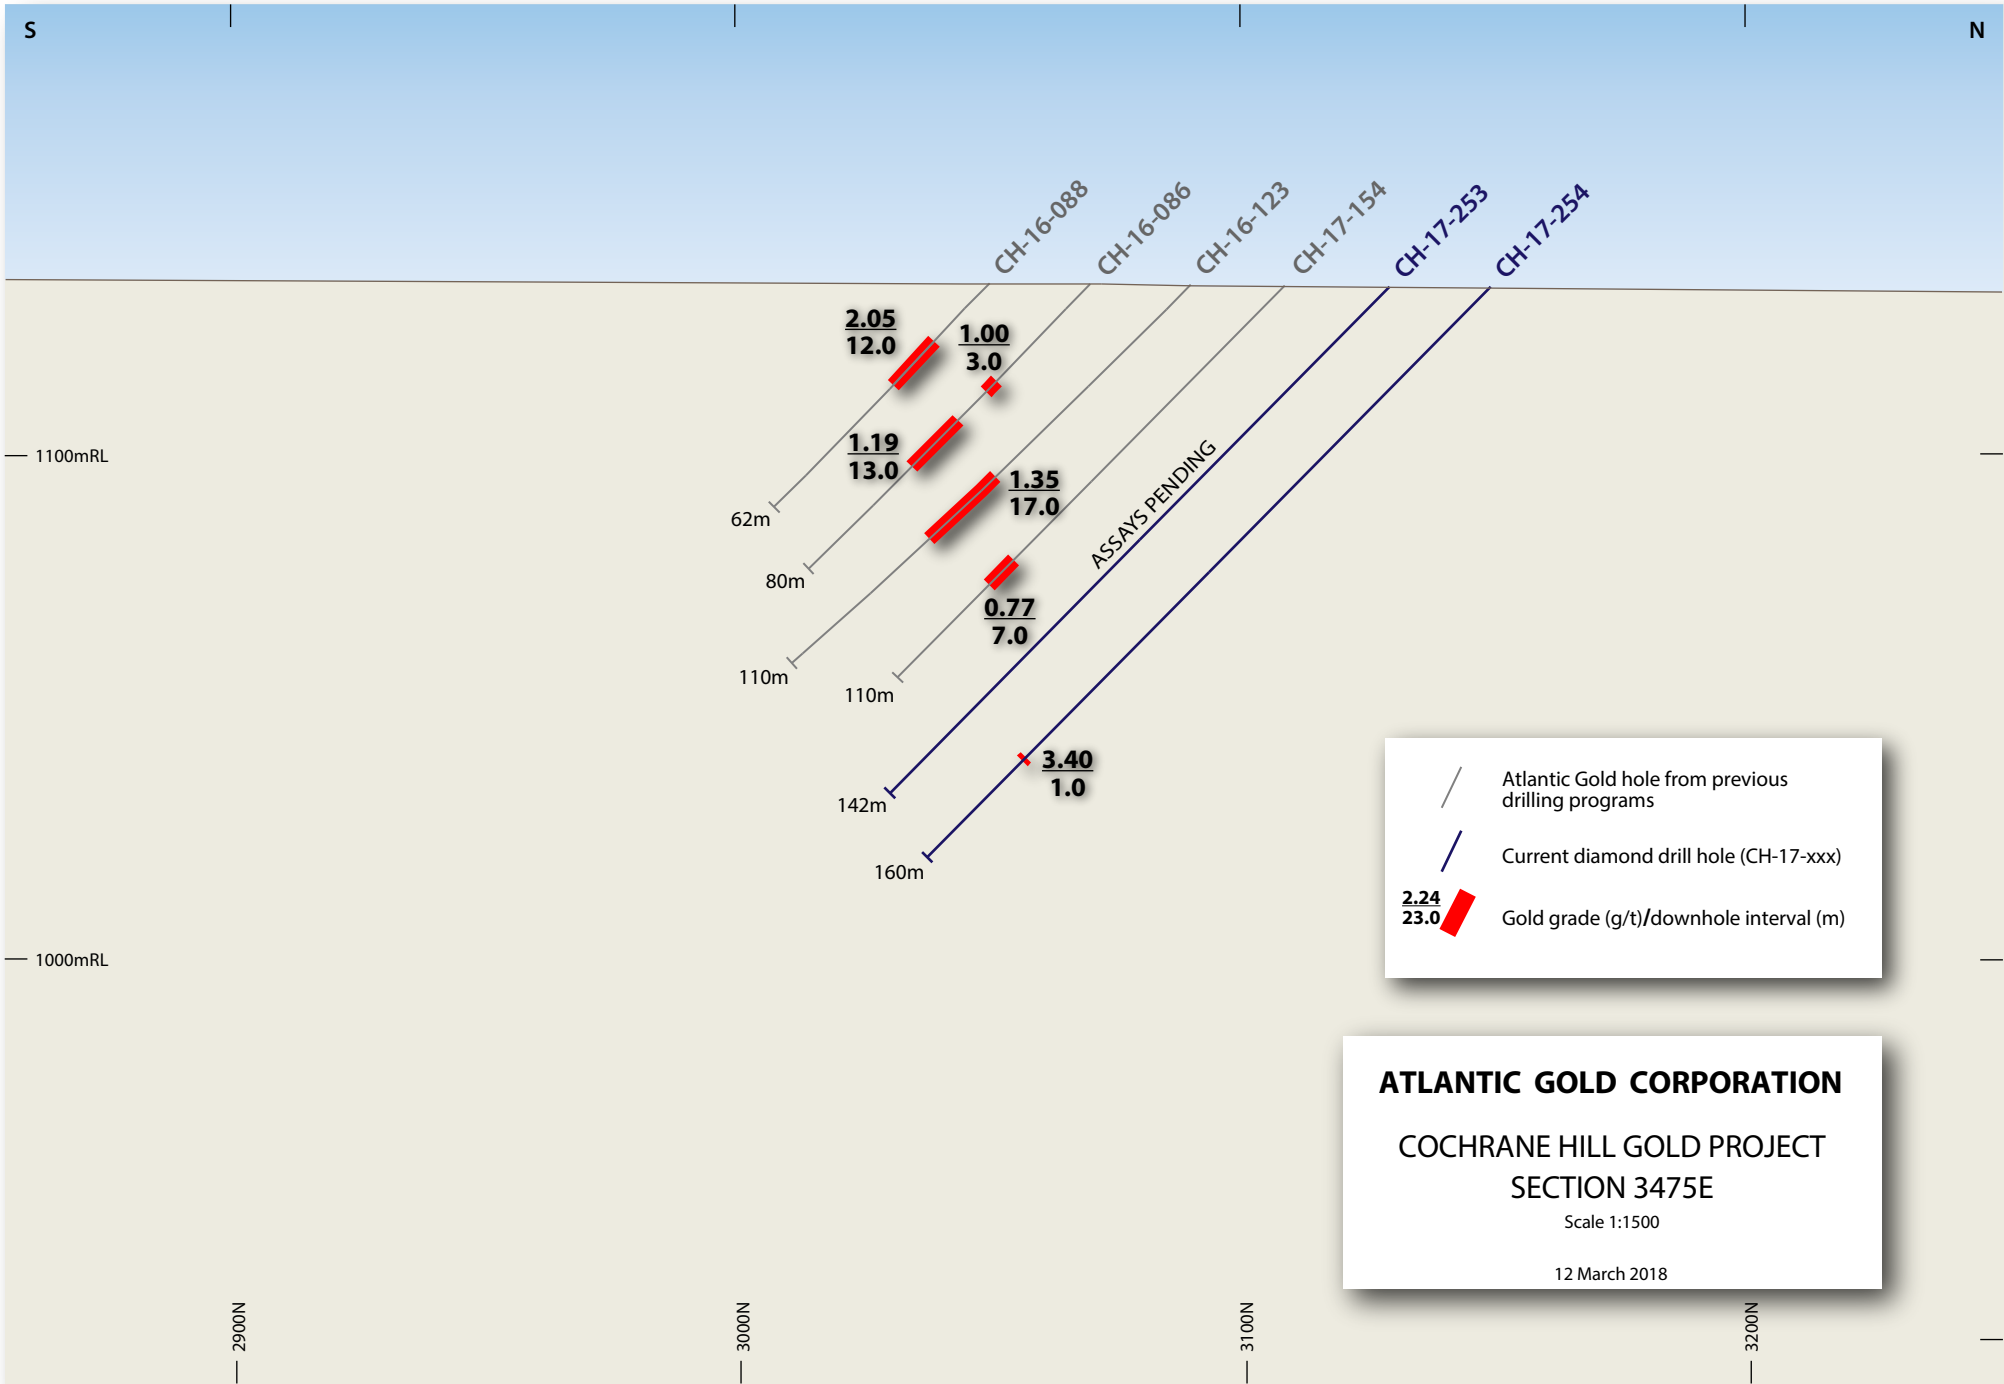 S
N
CH-16-088
CH-16-086
CH-16-123
CH-17-154
CH-17-253
CH-17-254
2.05
12.0
1.00
3.0
1.19
13.0
1.35
17.0
0.77
7.0
3.40
1.0
ASSAYS PENDING
1100mRL
1000mRL
62m
80m
110m
110m
142m
160m
Atlantic Gold hole from previous
drilling programs
Current diamond drill hole (CH-17-xxx)
2.24
23.0
Gold grade (g/t)/downhole interval (m)
ATLANTIC GOLD CORPORATION
COCHRANE HILL GOLD PROJECT
SECTION 3475E
Scale 1:1500
12 March 2018
2900N
3000N
3100N
3200N